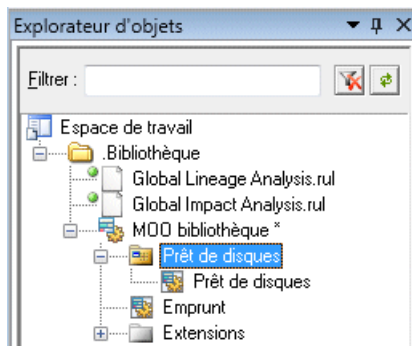 Explorateur d'objets
Filtrer :
Espace de travail
.Bibliothèque
Global Lineage Analysis.rul
Global Impact Analysis.rul
MOO bibliothèque *
Prêt de disques
Prêt de disques
Emprunt
Extensions